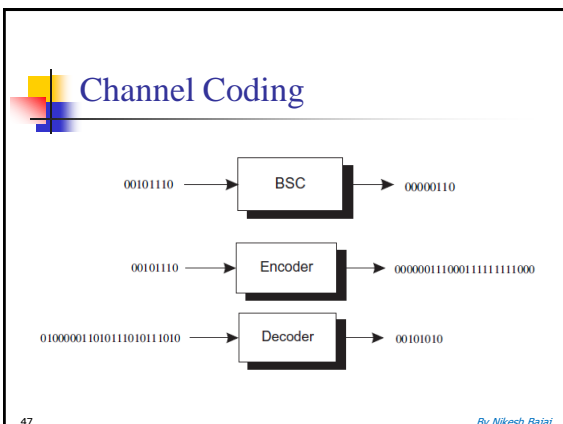 Channel Coding
00101110 BSC 00000110
00101110 Encoder 000000111000111111111000
010000011010111010111010 Decoder 00101010
47 By Nikesh Bajaj